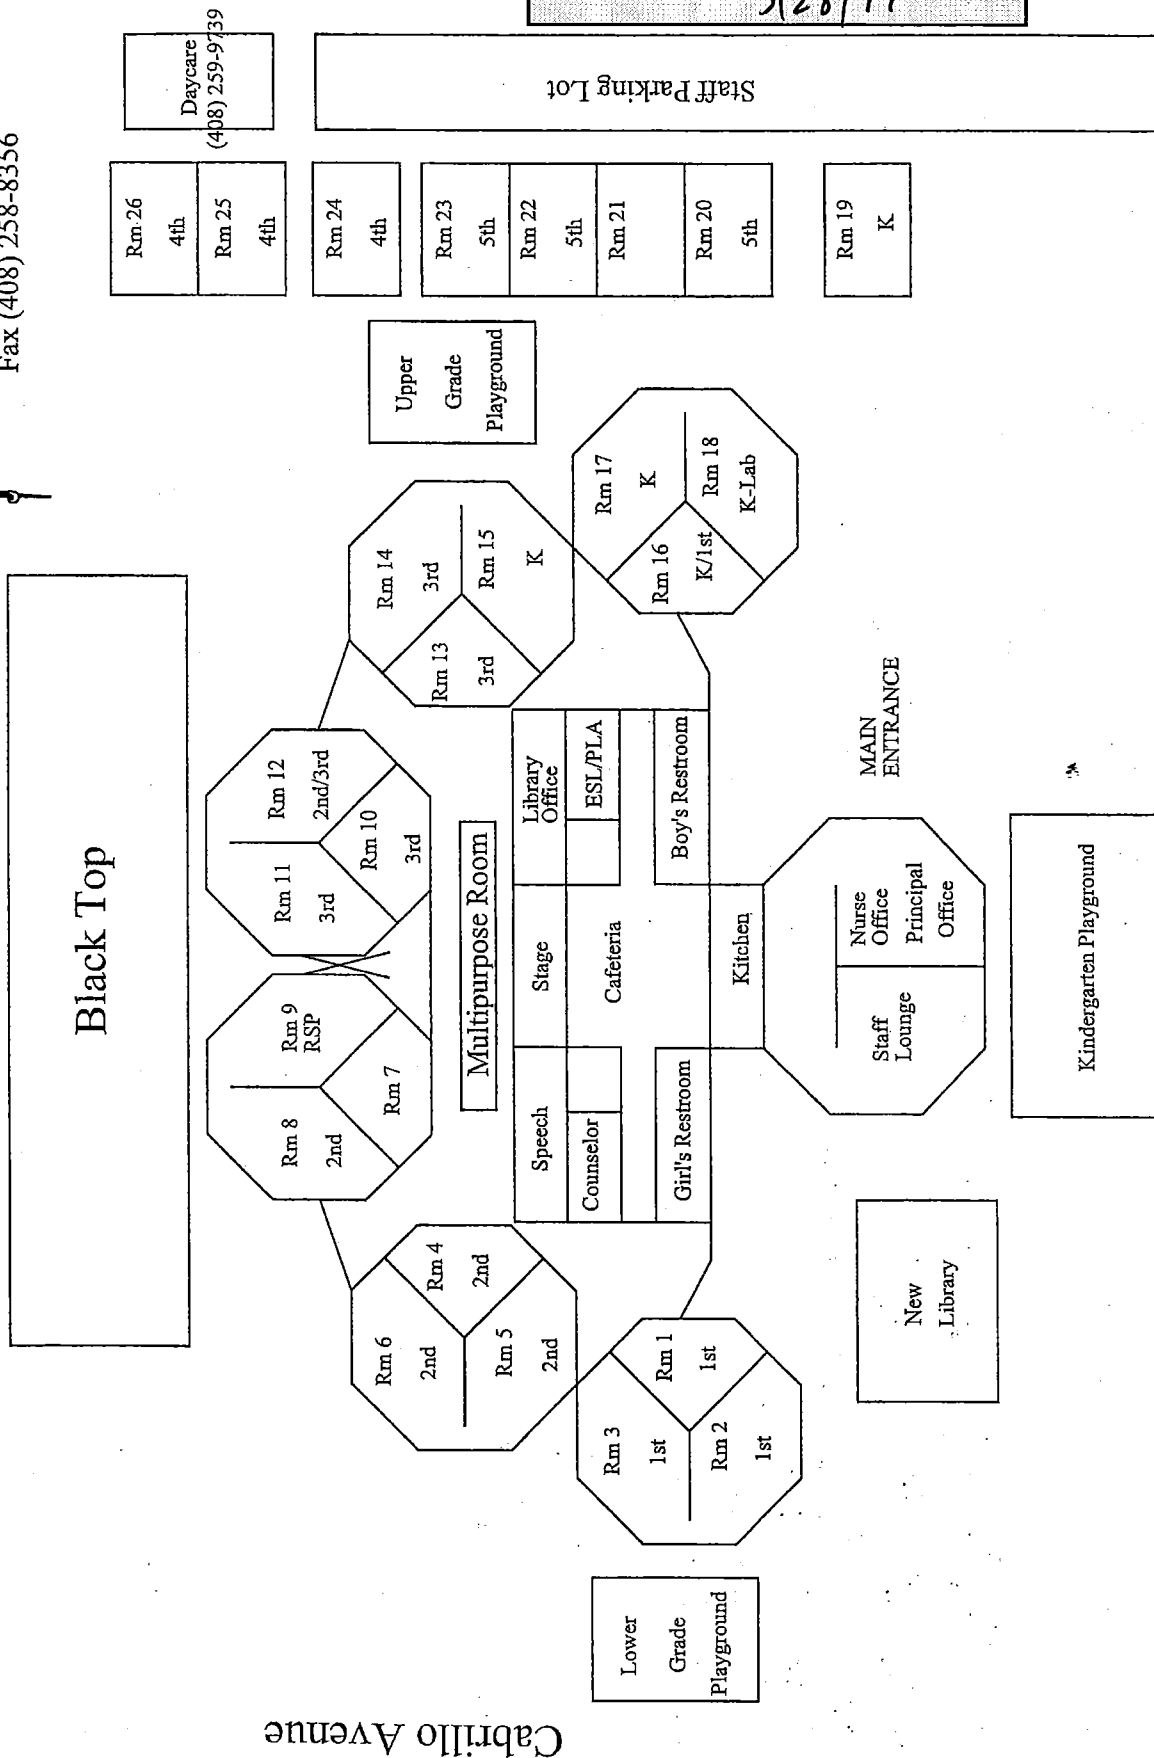 Fax (408) 258-8356
Daycare
(408) 259-9739
Staff Parking Lot
Rm 26
4th
Rm 25
4th
Rm 24
4th
Rm 23
5th
Rm 22
5th
Rm 21
Rm 20
5th
Rm 19
K
Upper
Grade
Playground
Black Top
Rm 14
3rd
Rm 15
K
Rm 13
3rd
Rm 17
K
Rm 18
K-Lab
Rm 16
K/1st
Rm 12
2nd/3rd
Rm 11
3rd
Rm 10
3rd
Rm 9
RSP
Rm 8
2nd
Rm 7
Multipurpose Room
Library
Office
ESL/PLA
Boy's Restroom
Stage
Cafeteria
Kitchen
Speech
Counselor
Girl's Restroom
MAIN
ENTRANCE
Nurse
Office
Principal
Office
Staff
Lounge
Kindergarten Playground
Rm 6
2nd
Rm 4
2nd
Rm 5
2nd
Rm 3
1st
Rm 1
1st
Rm 2
1st
New
Library
Lower
Grade
Playground
Cabrillo Avenue